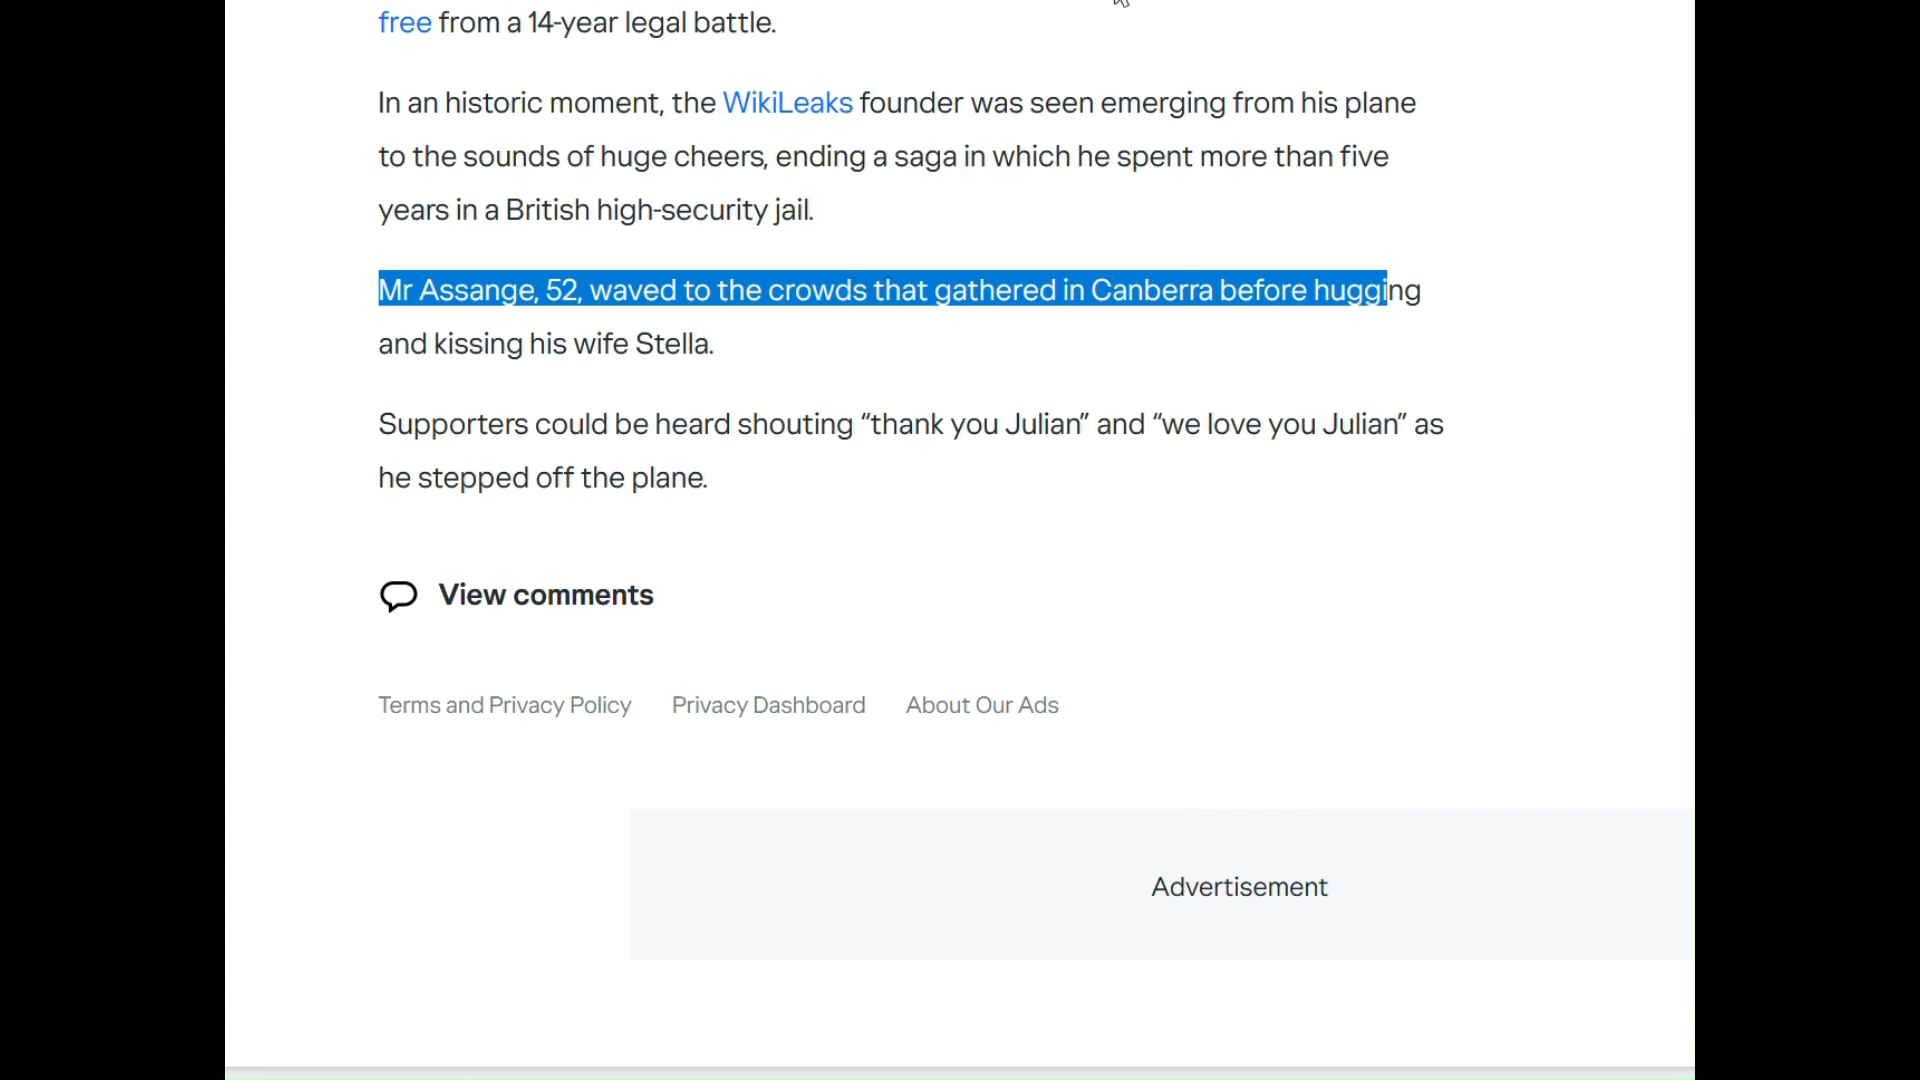 free from a 14-year legal battle.
In an historic moment, the WikiLeaks founder was seen emerging from his plane
to the sounds of huge cheers, ending a saga in which he spent more than five
years in a British high-security jail.
Mr Assange, 52, waved to the crowds that gathered in Canberra before hugging
and kissing his wife Stella.
Supporters could be heard shouting “thank you Julian” and “we love you Julian” as
he stepped off the plane.
View comments
Terms and Privacy Policy Privacy Dashboard About Our Ads
Advertisement